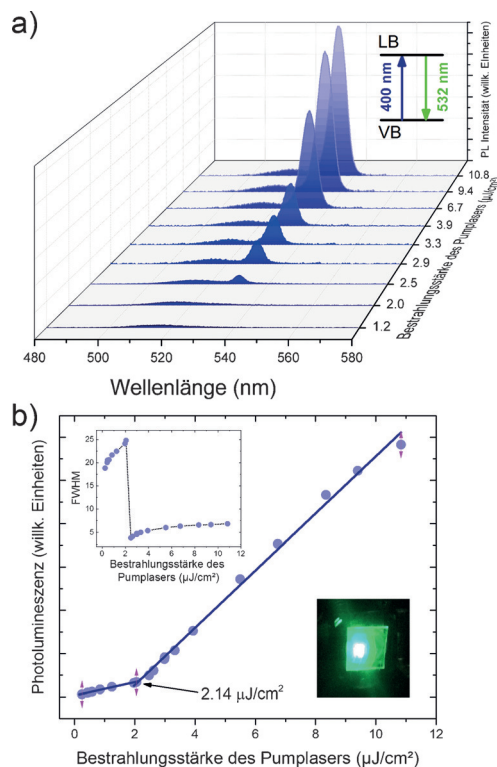 a)
LB
400 nm
532 nm
VB
PL Intensität (willk. Einheiten)
10.8
9.4
6.7
3.9
3.3
2.9
2.5
2.0
1.2
Bestrahlungsstärke des Pumplasers (µJ/cm²)
480 500 520 540 560 580
Wellenlänge (nm)
b)
Photolumineszenz (willk. Einheiten)
25
20
15
10
5
FWHM
0 2 4 6 8 10 12
Bestrahlungsstärke des
Pumplasers (µJ/cm²)
2.14 µJ/cm²
0 2 4 6 8 10 12
Bestrahlungsstärke des Pumplasers (µJ/cm²)